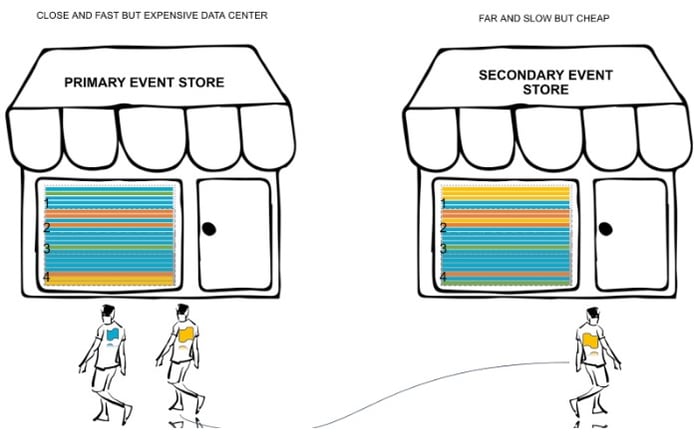 CLOSE AND FAST BUT EXPENSIVE DATA CENTER
PRIMARY EVENT STORE
1
2
3
4
FAR AND SLOW BUT CHEAP
SECONDARY EVENT
STORE
1
2
3
4